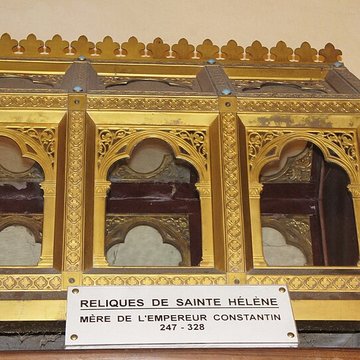 RELIQUES DE SAINTE HÉLÈNE
MÈRE DE L'EMPEREUR CONSTANTIN
247 - 328